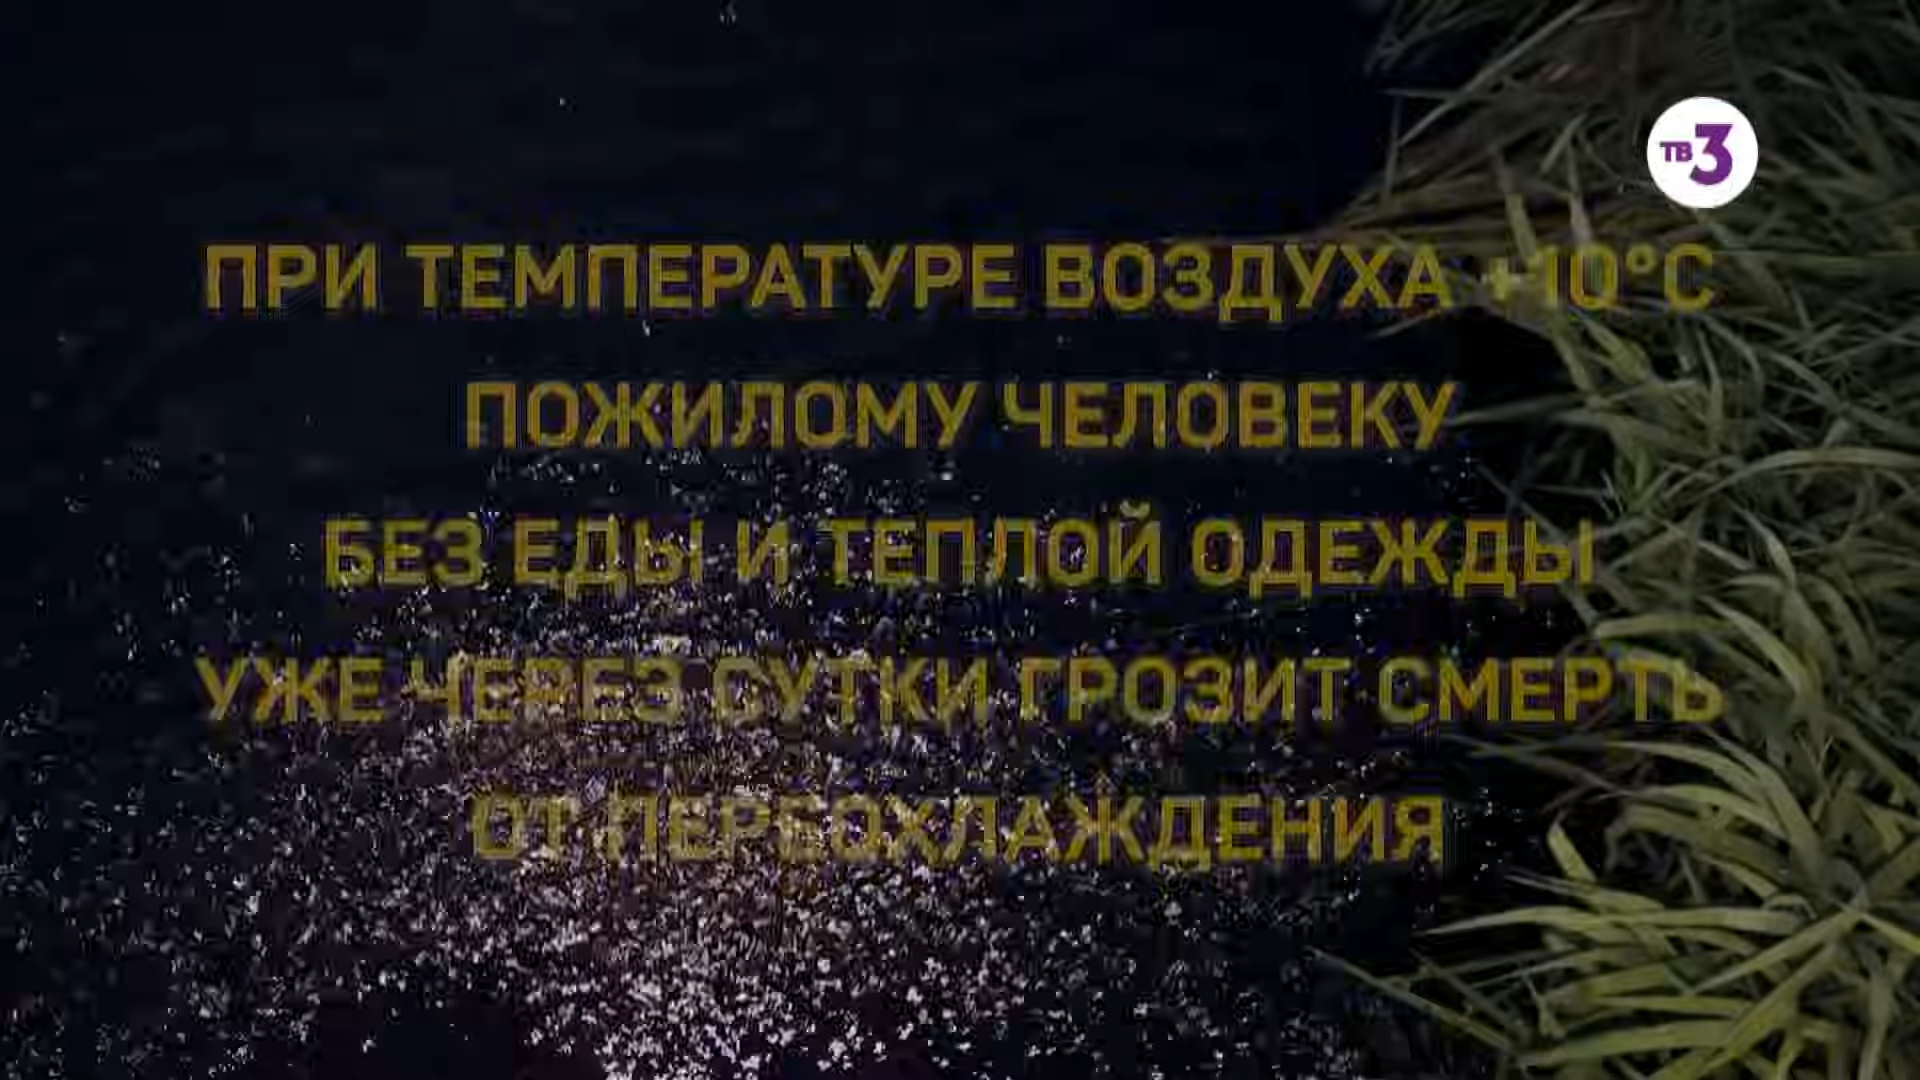 ТВ3
ПРИ ТЕМПЕРАТУРЕ ВОЗДУХА +10°С
ПОЖИЛОМУ ЧЕЛОВЕКУ
БЕЗ ЕДЫ И ТЕПЛОЙ ОДЕЖДЫ
УЖЕ ЧЕРЕЗ СУТКИ ГРОЗИТ СМЕРТЬ
ОТ ПЕРЕОХЛАЖДЕНИЯ